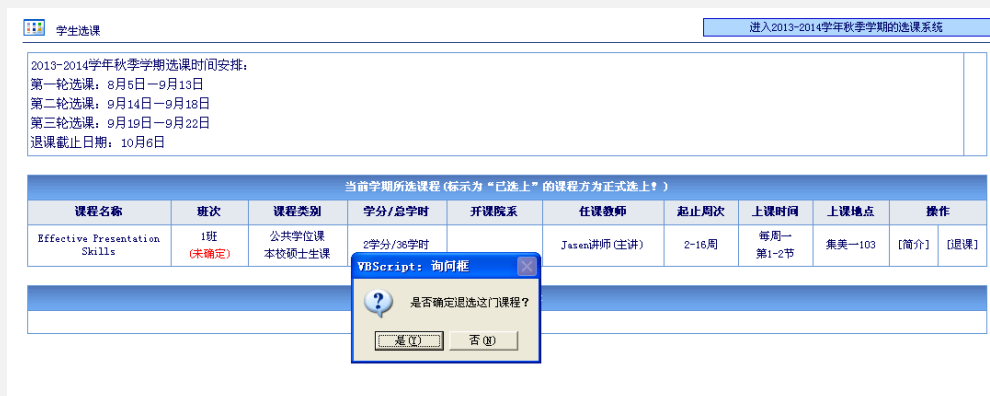 学生选课
进入2013-2014学年秋季学期的选课系统
2013-2014学年秋季学期选课时间安排：
第一轮选课：8月5日—9月13日
第二轮选课：9月14日—9月18日
第三轮选课：9月19日—9月22日
退课截止日期：10月6日
当前学期所选课程(标示为“已选上”的课程方为正式选上！)
课程名称 班次 课程类别 学分/总学时 开课院系 任课教师 起止周次 上课时间 上课地点 操作
Effective Presentation Skills 1班 (未确定) 公共学位课 本校硕士生课 2学分/36学时 Jasen讲师(主讲) 2-16周 每周一 第1-2节 集美一103 [简介] [退课]
VBScript: 询问框
是否确定退选这门课程？
是(Y) 否(N)